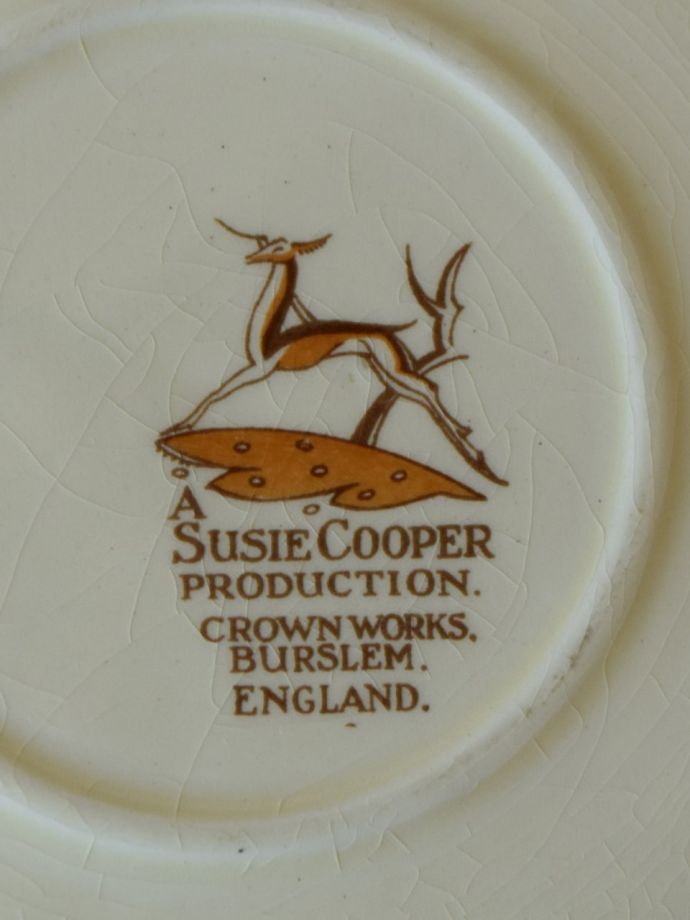 A
SUSIE COOPER
PRODUCTION.
CROWN WORKS.
BURSLEM.
ENGLAND.